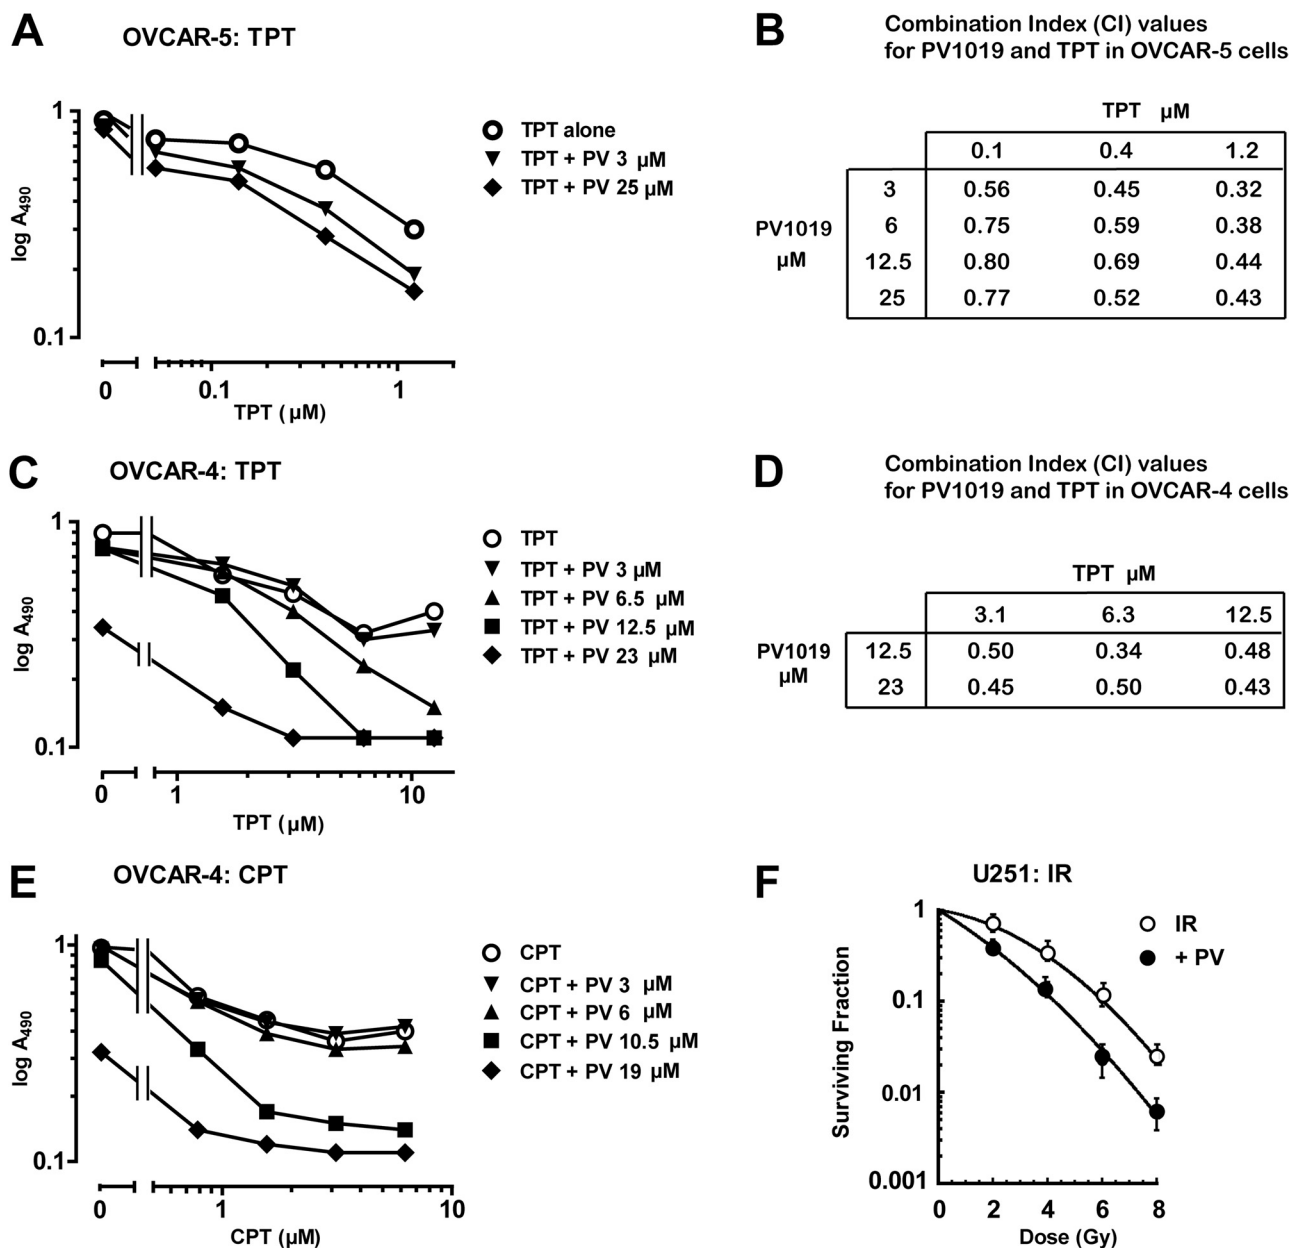 A
OVCAR-5: TPT
1
0.1
log A490
0
0.1
1
TPT (µM)
TPT alone
TPT + PV 3 µM
TPT + PV 25 µM
B
Combination Index (CI) values
for PV1019 and TPT in OVCAR-5 cells
TPT µM
0.1 0.4 1.2
PV1019
µM
3 0.56 0.45 0.32
6 0.75 0.59 0.38
12.5 0.80 0.69 0.44
25 0.77 0.52 0.43
C
OVCAR-4: TPT
1
0.1
log A490
0
1
10
TPT (µM)
TPT
TPT + PV 3 µM
TPT + PV 6.5 µM
TPT + PV 12.5 µM
TPT + PV 23 µM
D
Combination Index (CI) values
for PV1019 and TPT in OVCAR-4 cells
TPT µM
3.1 6.3 12.5
PV1019
µM
12.5 0.50 0.34 0.48
23 0.45 0.50 0.43
E
OVCAR-4: CPT
1
0.1
log A490
0
1
10
CPT (µM)
CPT
CPT + PV 3 µM
CPT + PV 6 µM
CPT + PV 10.5 µM
CPT + PV 19 µM
F
U251: IR
1
0.1
0.01
0.001
Surviving Fraction
0 2 4 6 8
Dose (Gy)
IR
+ PV